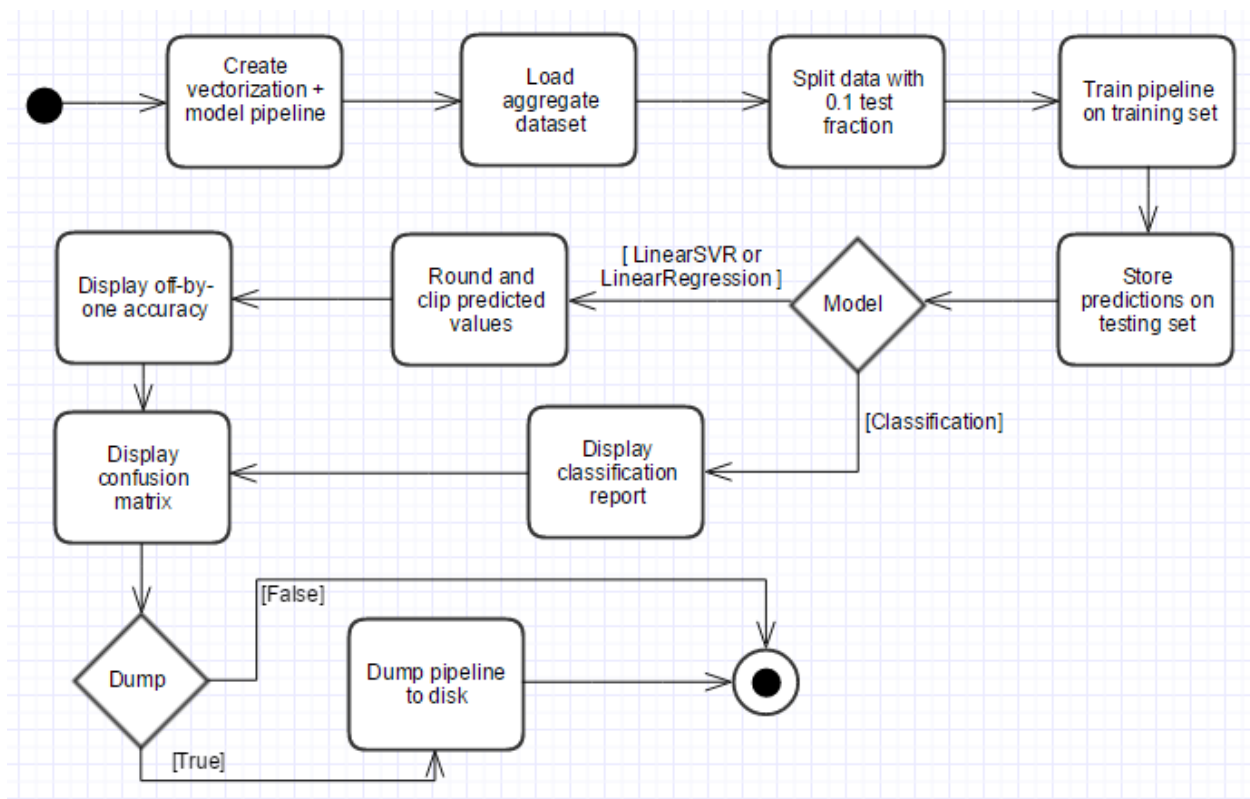 Create
vectorization +
model pipeline
Load
aggregate
dataset
Split data with
0.1 test
fraction
Train pipeline
on training set
Store
predictions on
testing set
Model
[ LinearSVR or
LinearRegression ]
Round and
clip predicted
values
Display off-by-
one accuracy
[Classification]
Display
classification
report
Display
confusion
matrix
Dump
[False]
[True]
Dump pipeline
to disk